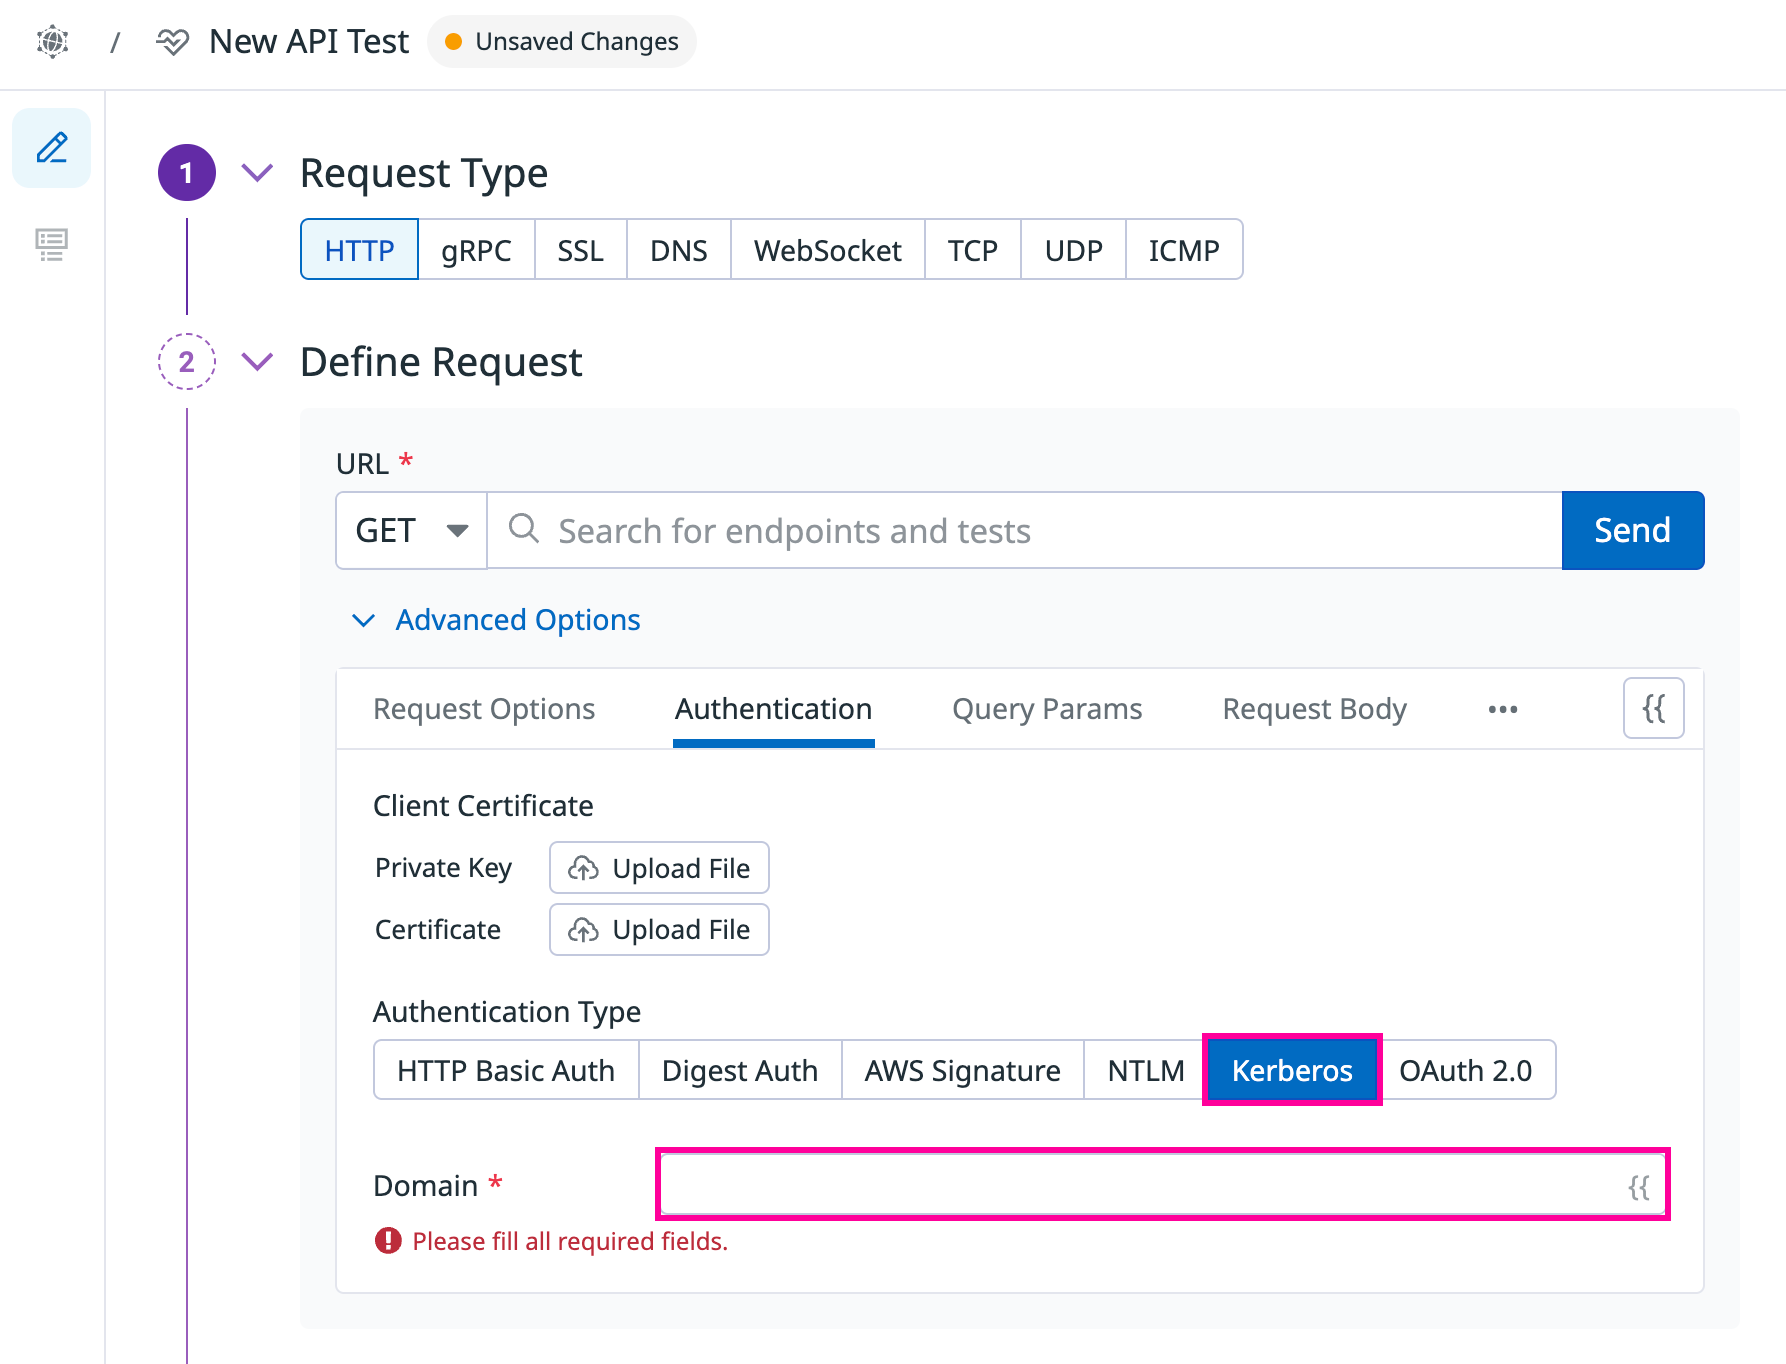 / New API Test Unsaved Changes
1 Request Type
HTTP gRPC SSL DNS WebSocket TCP UDP ICMP
2 Define Request
URL *
GET Search for endpoints and tests Send
Advanced Options
Request Options Authentication Query Params Request Body ••• {{
Client Certificate
Private Key Upload File
Certificate Upload File
Authentication Type
HTTP Basic Auth Digest Auth AWS Signature NTLM Kerberos OAuth 2.0
Domain * {{
Please fill all required fields.